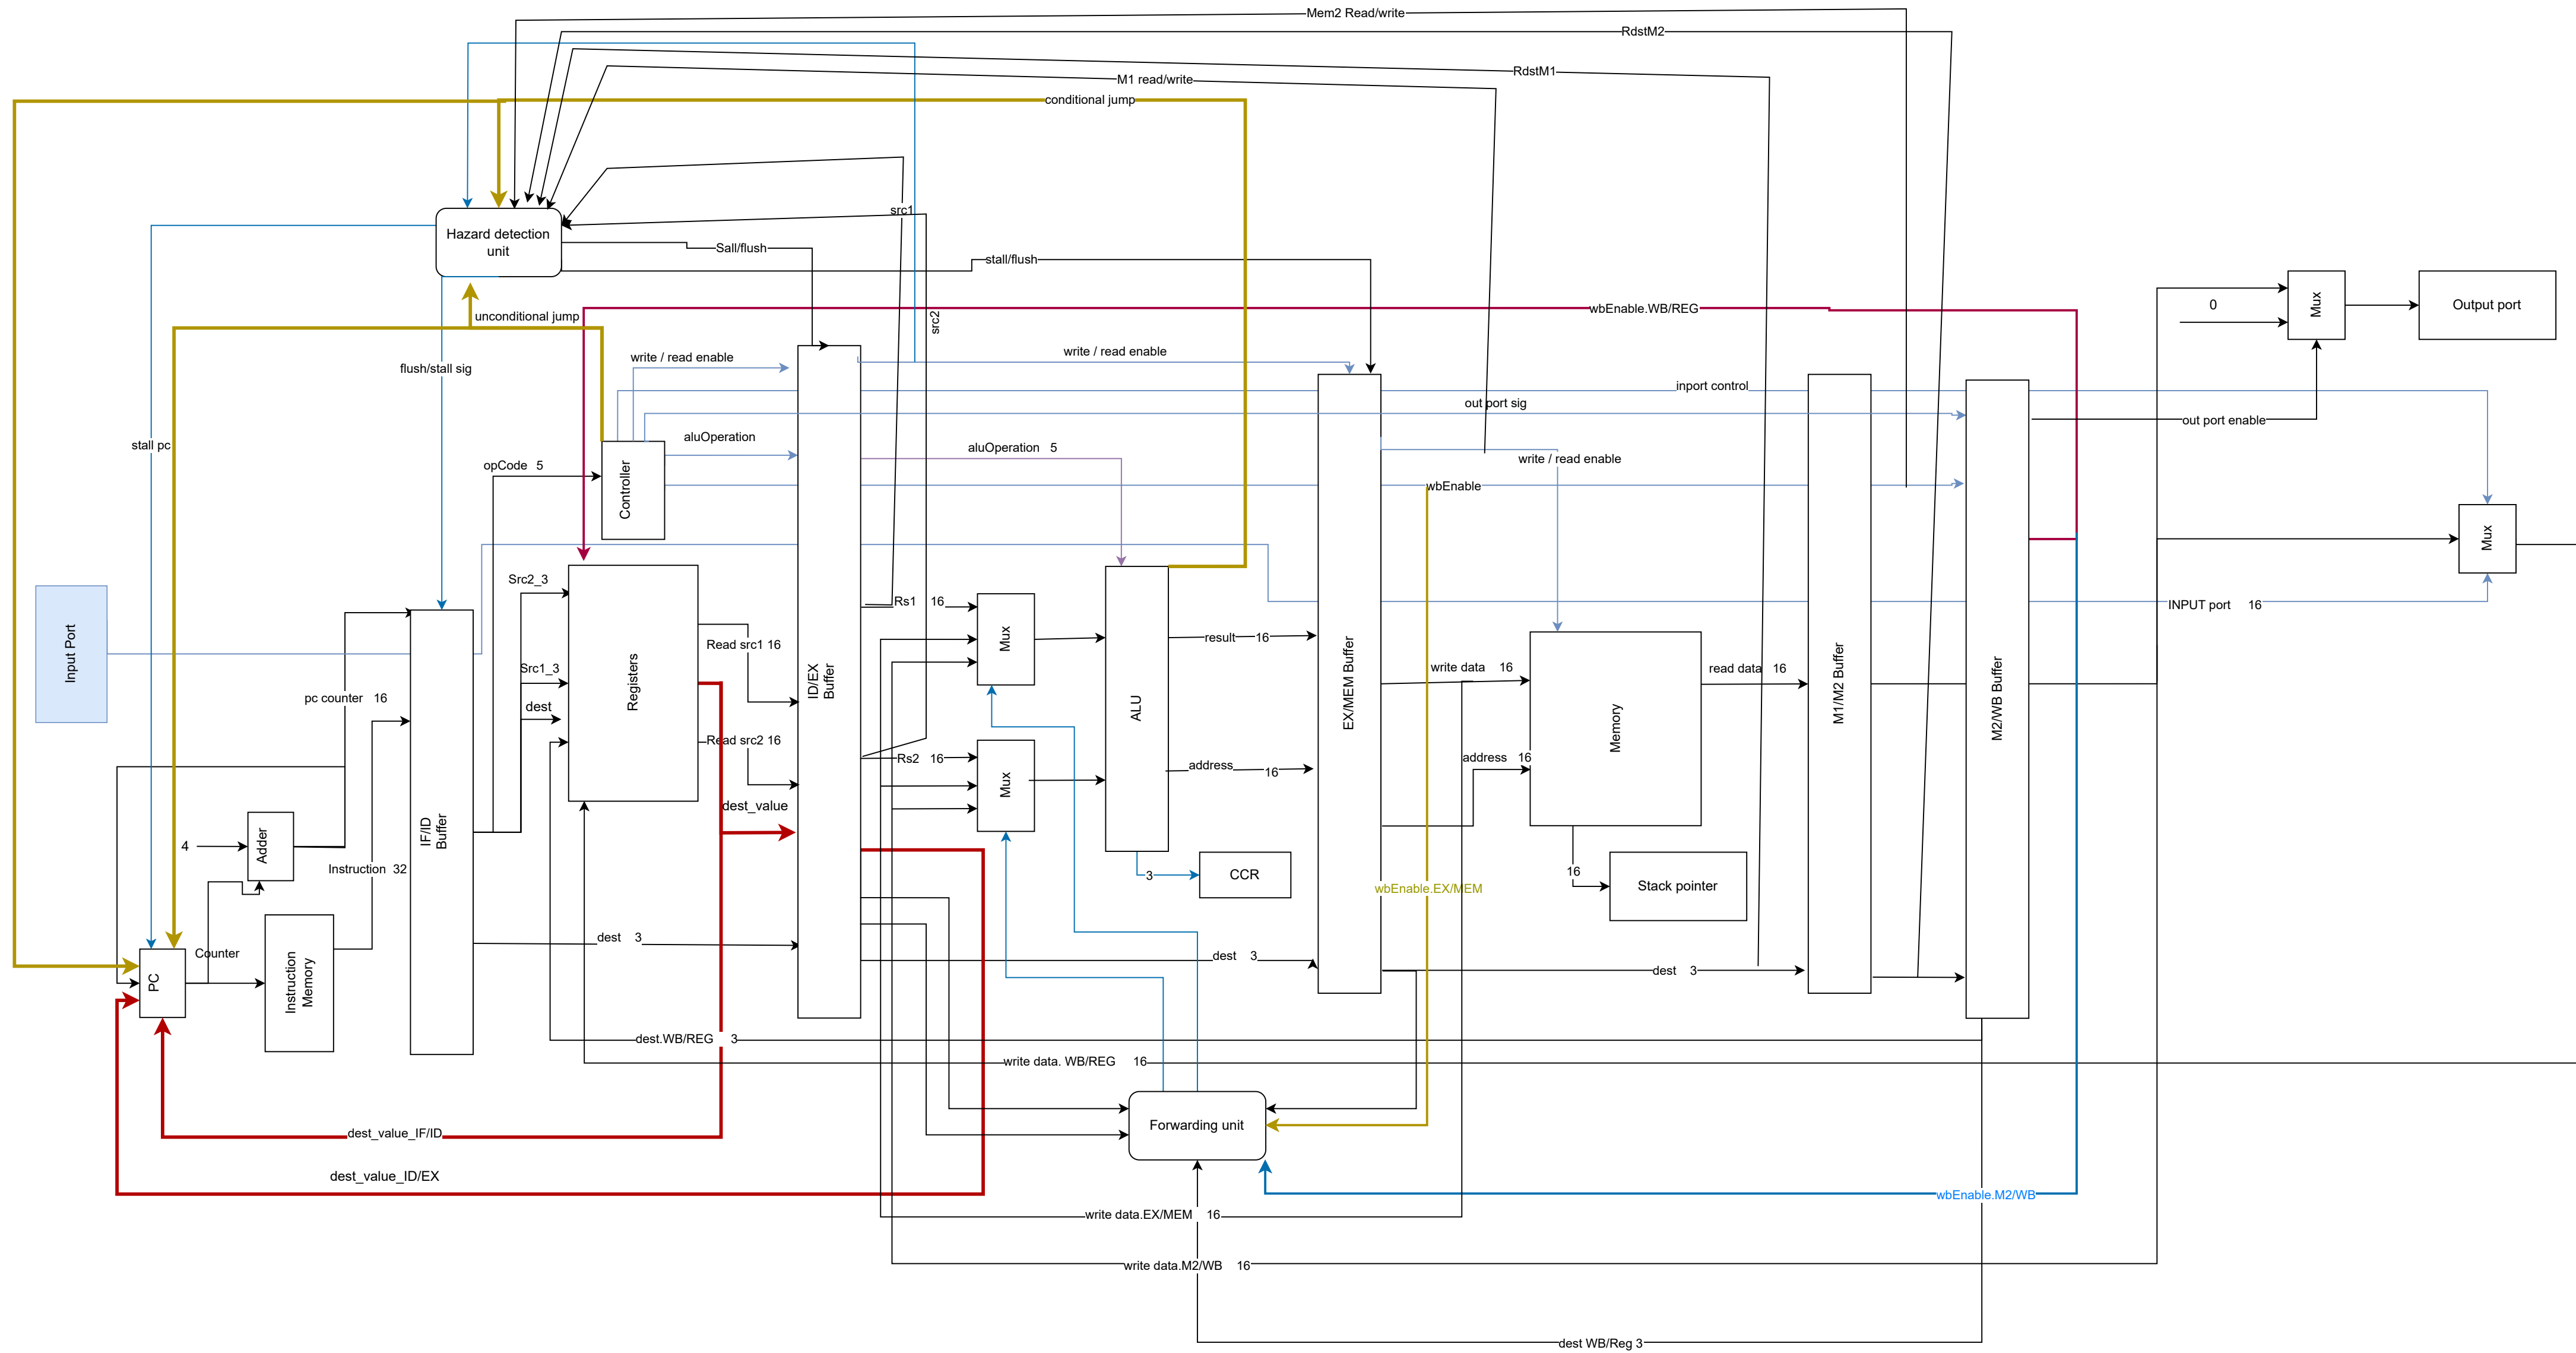 Mem2 Read/write
RdstM2
RdstM1
M1 read/write
conditional jump
src1
Hazard detection
unit
Sall/flush
stall/flush
0
Mux
Output port
unconditional jump
wbEnable.WB/REG
src2
write / read enable
write / read enable
flush/stall sig
inport control
out port sig
out port enable
stall pc
aluOperation
aluOperation 5
write / read enable
opCode 5
Controller
wbEnable
Mux
Src2_3
Rs1 16
INPUT port 16
Input Port
Mux
result 16
Read src1 16
Src1_3
Registers
ID/EX
Buffer
EX/MEM Buffer
write data 16
read data 16
M1/M2 Buffer
M2/WB Buffer
pc counter 16
dest
ALU
Memory
Read src2 16
Rs2 16
address 16
address 16
Mux
dest_value
IF/ID
Buffer
4
Adder
Instruction 32
3
CCR
16
Stack pointer
wbEnable.EX/MEM
dest 3
Counter
dest 3
dest 3
PC
Instruction
Memory
dest.WB/REG 3
write data. WB/REG 16
dest_value_IF/ID
Forwarding unit
dest_value_ID/EX
wbEnable.M2/WB
write data.EX/MEM 16
write data.M2/WB 16
dest WB/Reg 3